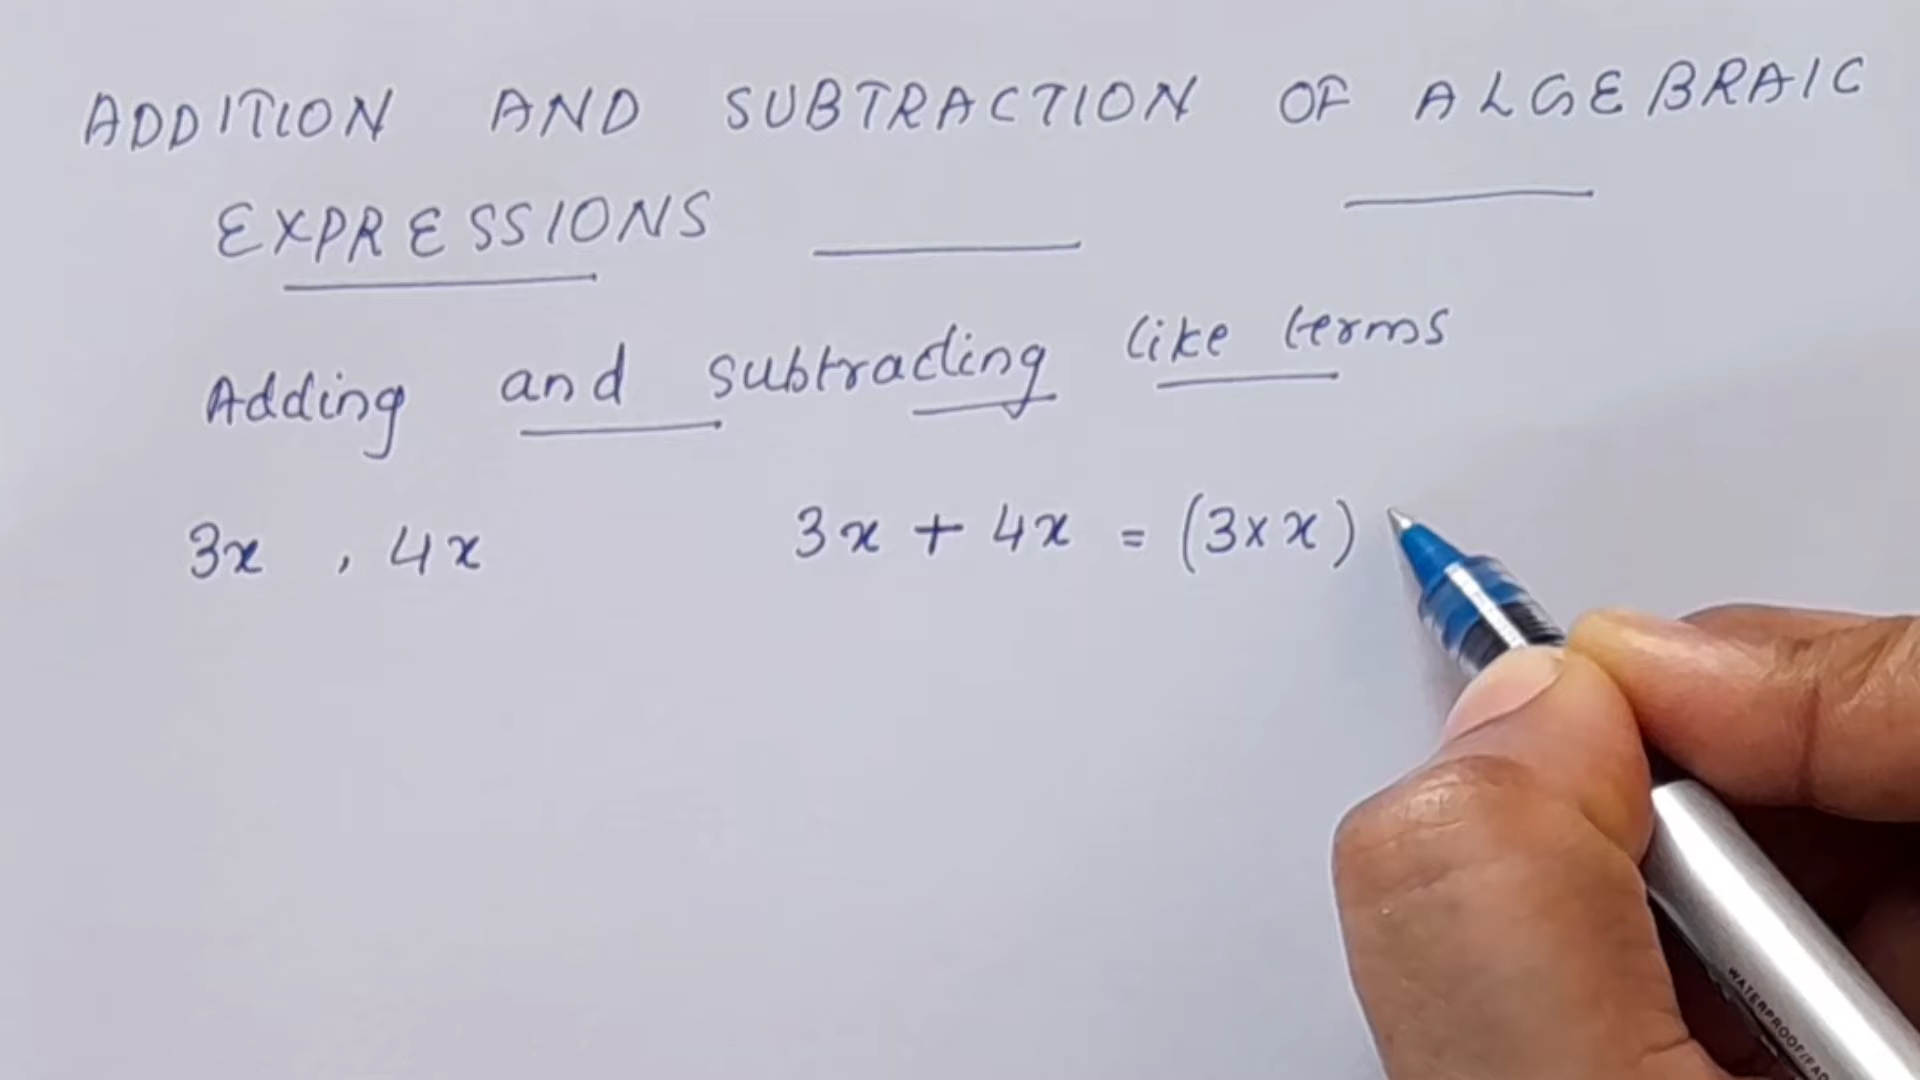 ADDITION AND SUBTRACTION OF ALGEBRAIC
EXPRESSIONS
Adding and subtracting like terms
3x , 4x 3x + 4x = (3×x)